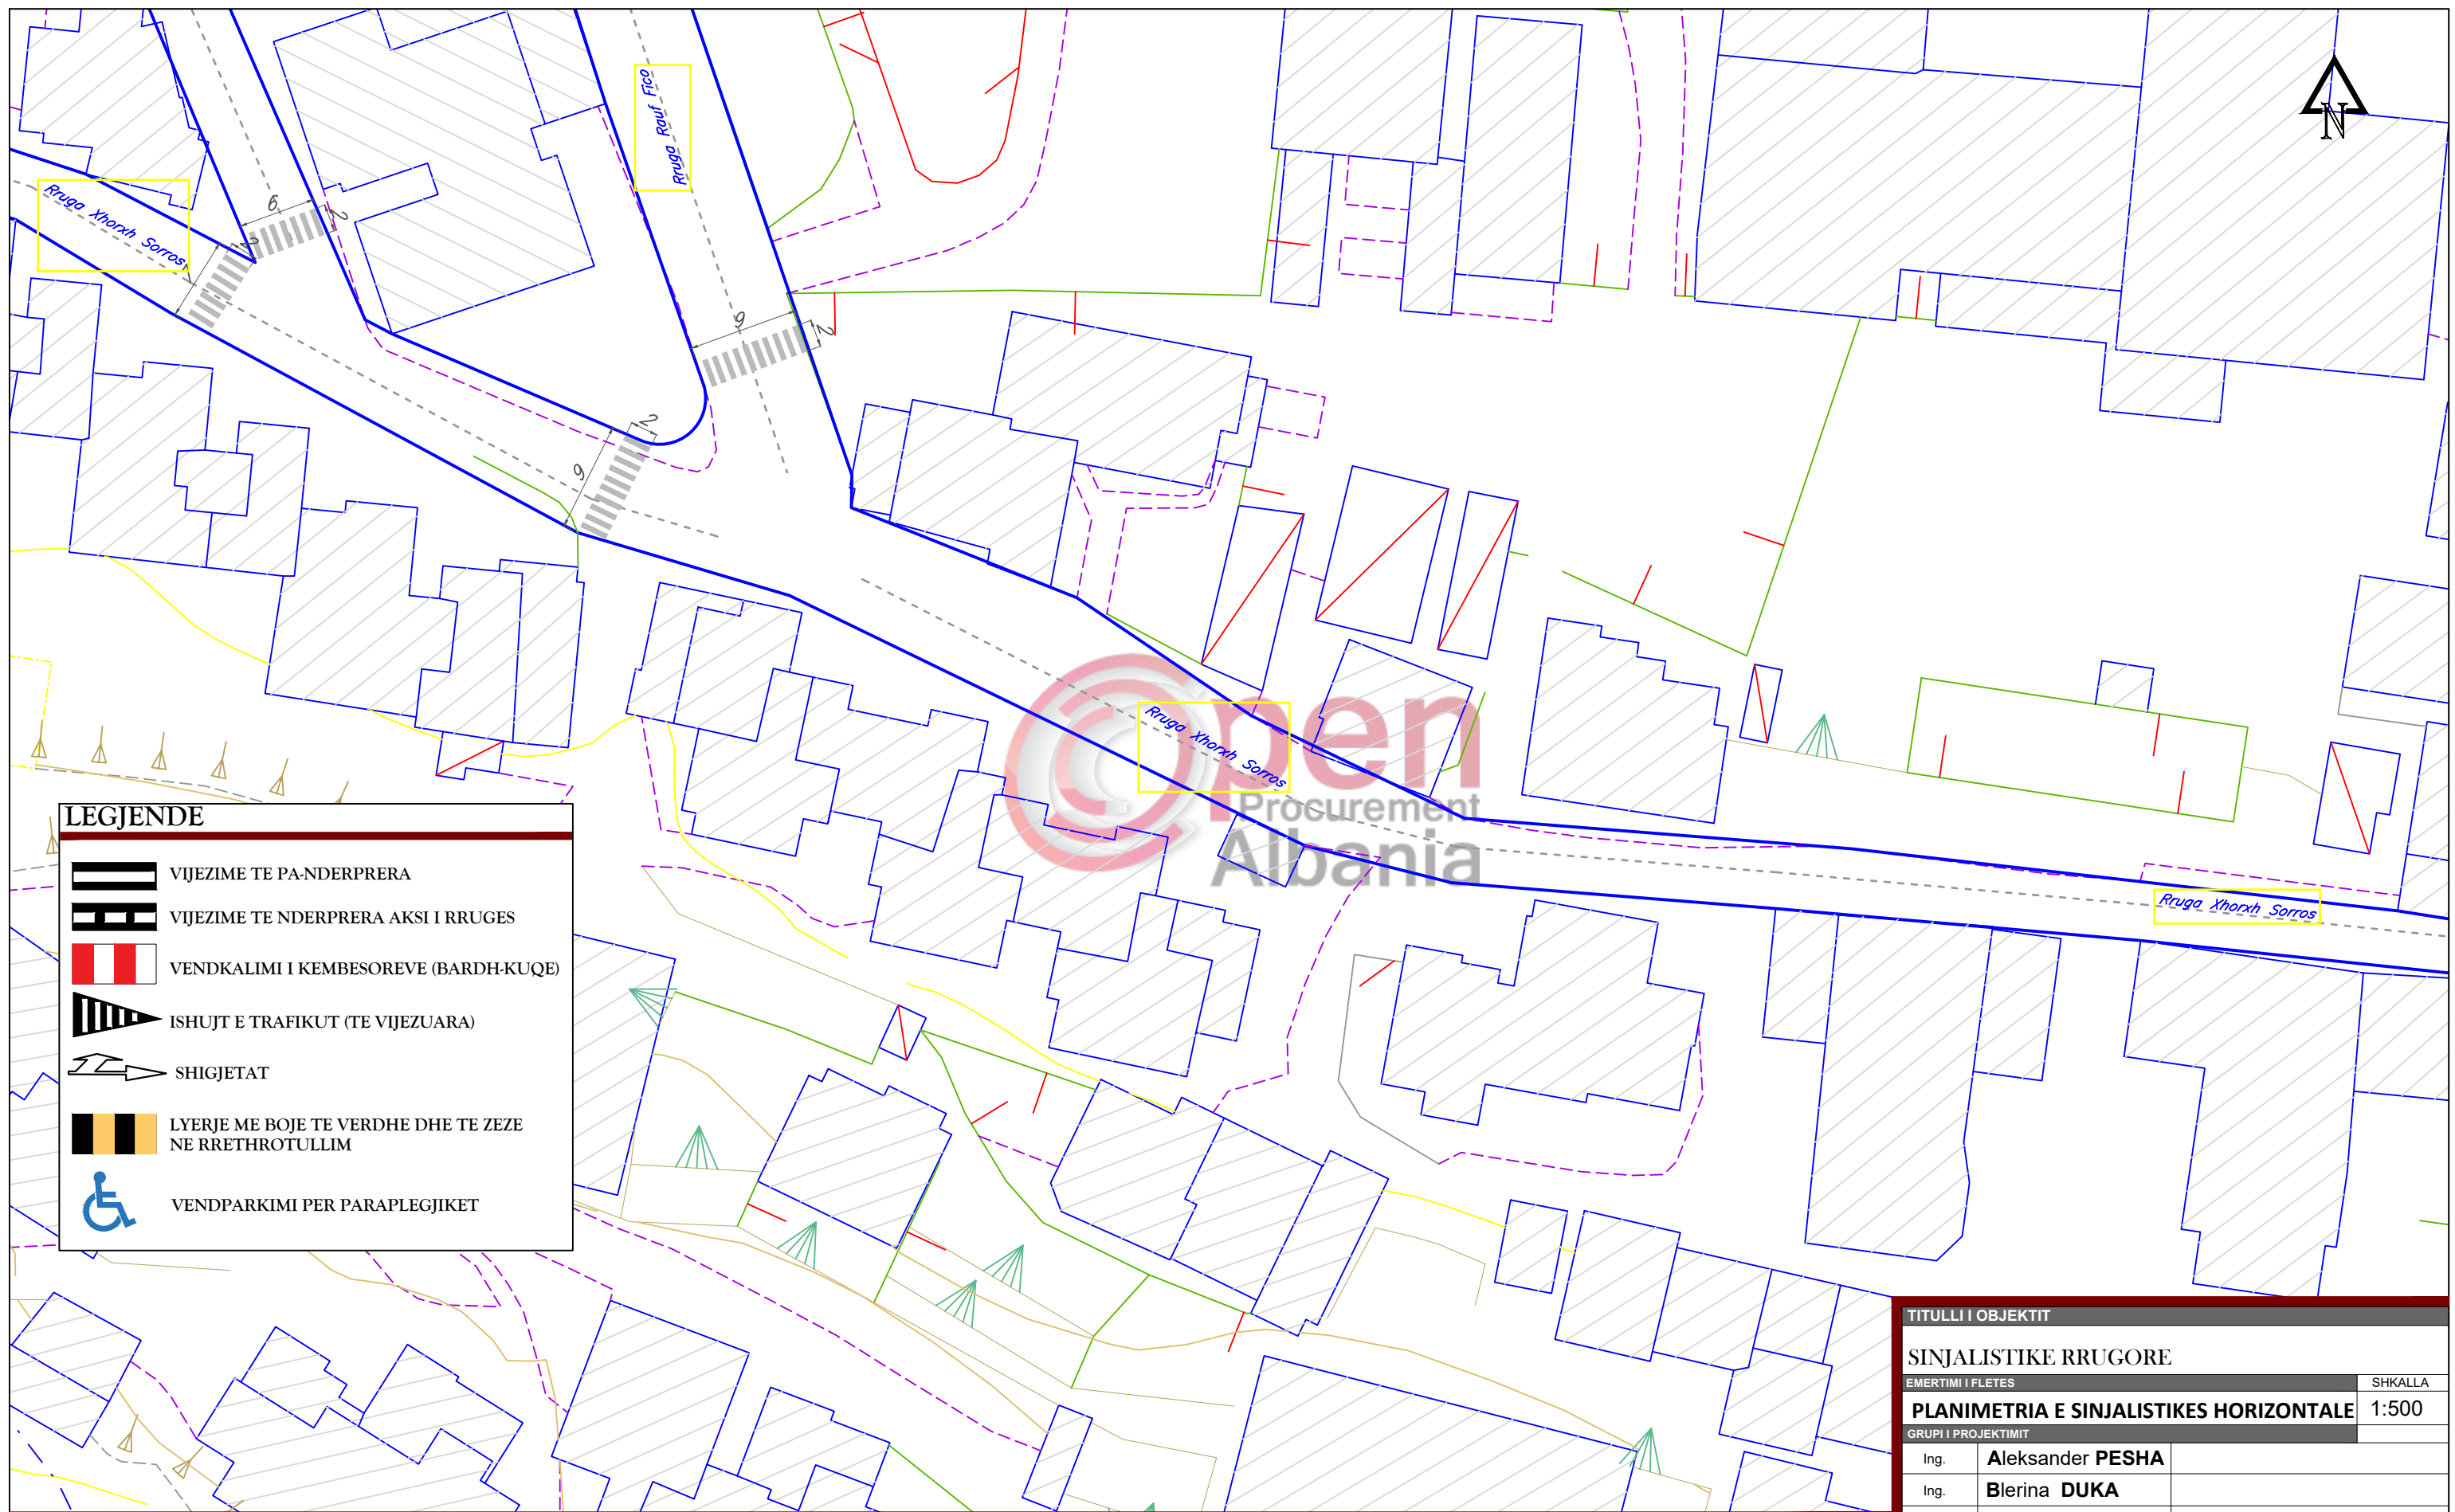 Rruga Rauf Fico
N
Rruga Xhorxh Sorros
6
2
2
7
9
2
2
9
Rruga Xhorxh Sorros
Open
Procurement
Albania
Rruga Xhorxh Sorros
LEGJENDE
VIJEZIME TE PA-NDERPRERA
VIJEZIME TE NDERPRERA AKSI I RRUGES
VENDKALIMI I KEMBESOREVE (BARDH-KUQE)
ISHUJT E TRAFIKUT (TE VIJEZUARA)
SHIGJETAT
LYERJE ME BOJE TE VERDHE DHE TE ZEZE
NE RRETHROTULLIM
VENDPARKIMI PER PARAPLEGJIKET
TITULLI I OBJEKTIT
SINJALISTIKE RRUGORE
EMERTIMI I FLETES
SHKALLA
PLANIMETRIA E SINJALISTIKES HORIZONTALE
1:500
GRUPI I PROJEKTIMIT
Ing. Aleksander PESHA
Ing. Blerina DUKA